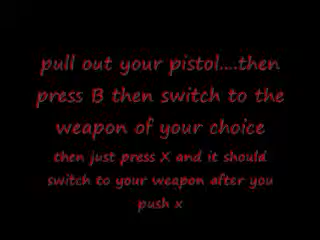 pull out your pistol....then
press B then switch to the
weapon of your choice
then just press X and it should
switch to your weapon after you
push x